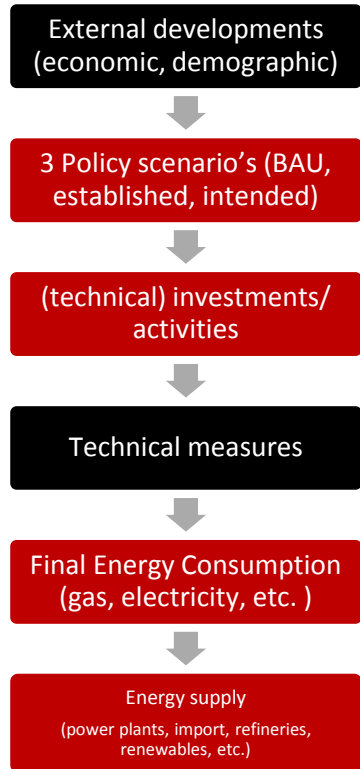 External developments
(economic, demographic)
3 Policy scenario’s (BAU,
established, intended)
(technical) investments/
activities
Technical measures
Final Energy Consumption
(gas, electricity, etc. )
Energy supply
(power plants, import, refineries,
renewables, etc.)